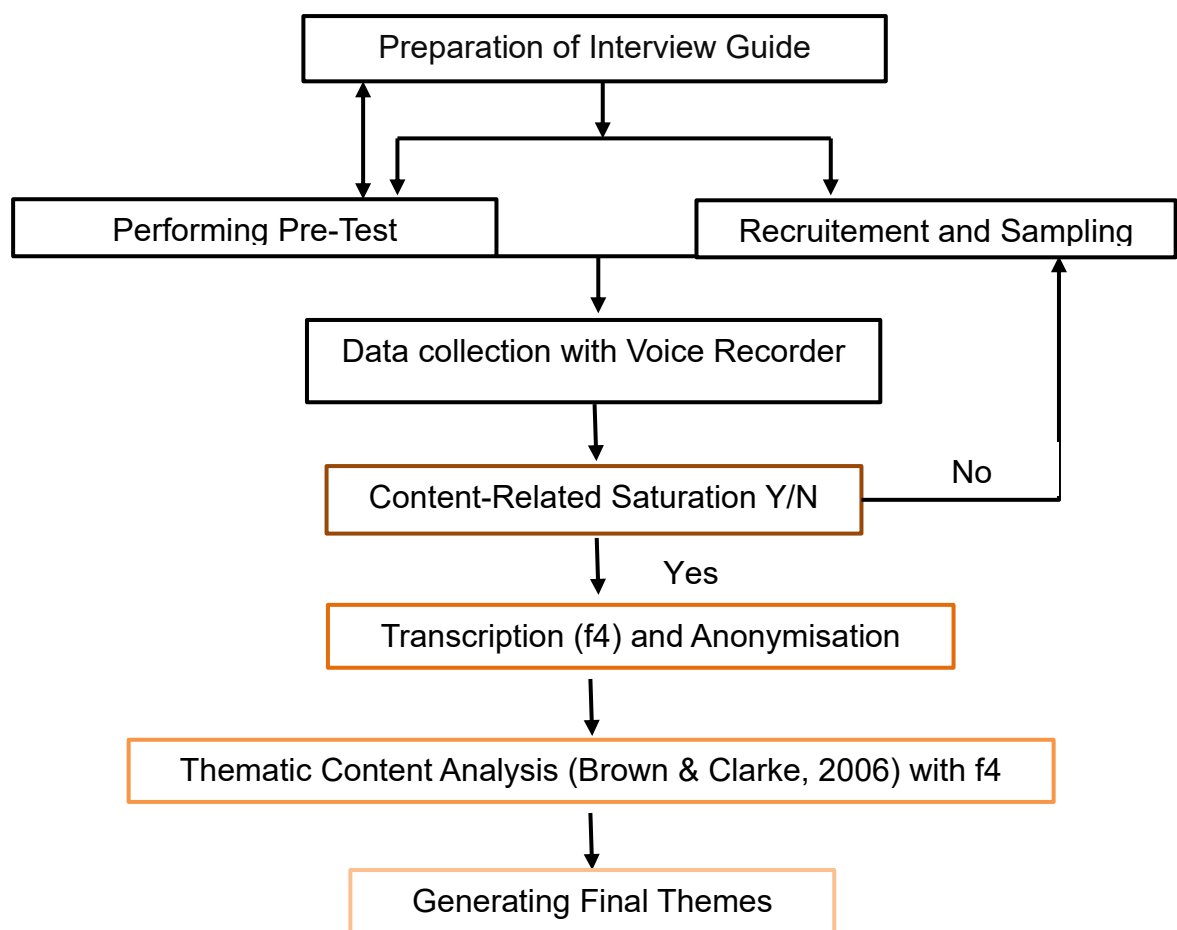 Preparation of Interview Guide
Performing Pre-Test
Recruitement and Sampling
Data collection with Voice Recorder
Content-Related Saturation Y/N
No
Yes
Transcription (f4) and Anonymisation
Thematic Content Analysis (Brown & Clarke, 2006) with f4
Generating Final Themes